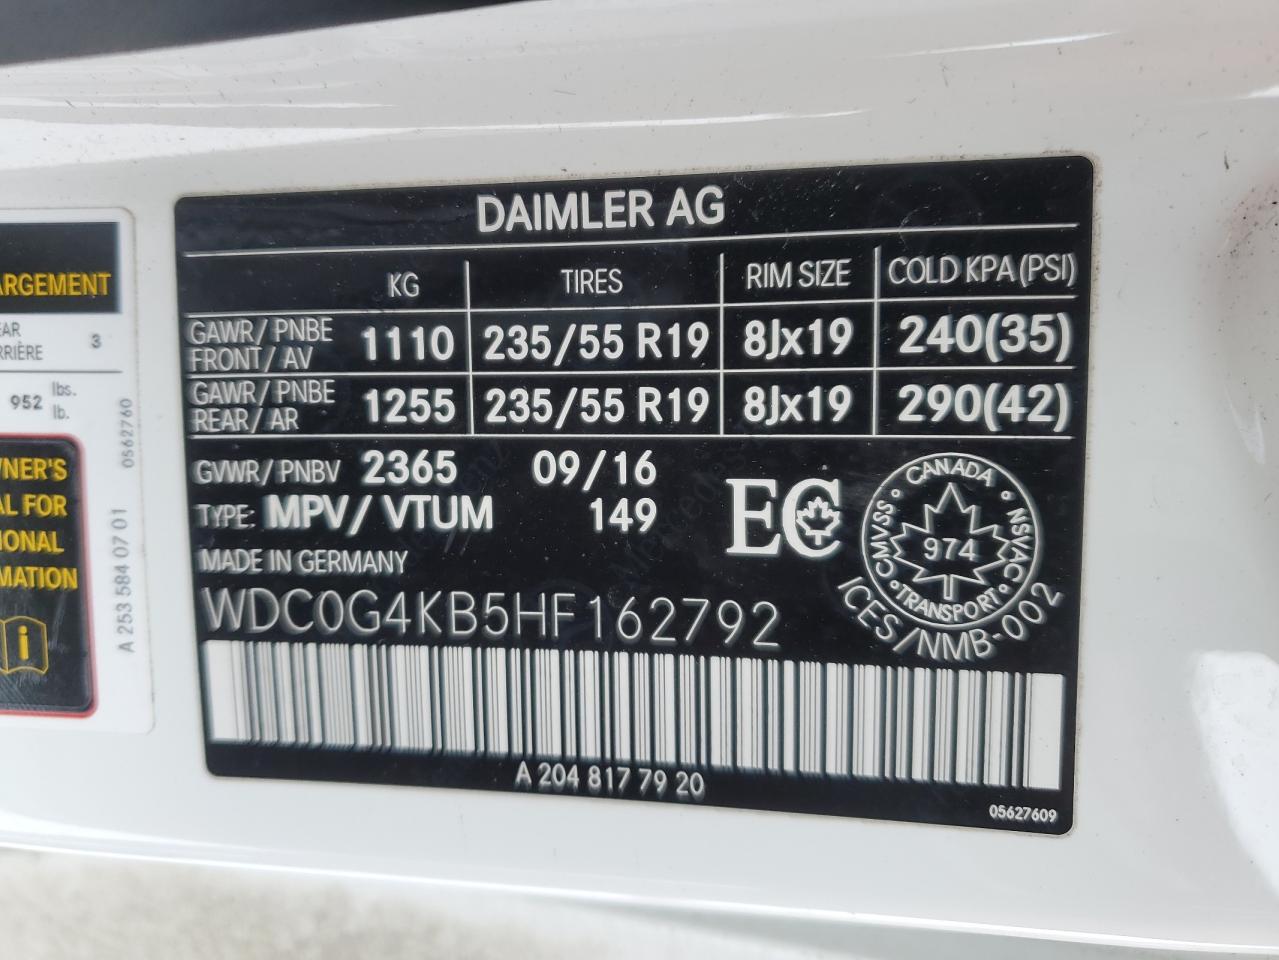 DAIMLER AG
KG TIRES RIM SIZE COLD KPA (PSI)
GAWR/PNBE FRONT/AV 1110 235/55 R19 8Jx19 240(35)
GAWR/PNBE REAR/AR 1255 235/55 R19 8Jx19 290(42)
GVWR/PNBV 2365 09/16
TYPE: MPV/VTUM 149
MADE IN GERMANY
WDC0G4KB5HF162792
EC
CANADA
CMVSS NSVAC
974
TRANSPORT
ICES/NMB-002
A 204 817 79 20
05627609
ARGEMENT
EAR
RRIÈRE 3
952 lbs.
lb.
WNER'S
AL FOR
IONAL
MATION
i
A 253 584 07 01
0562760